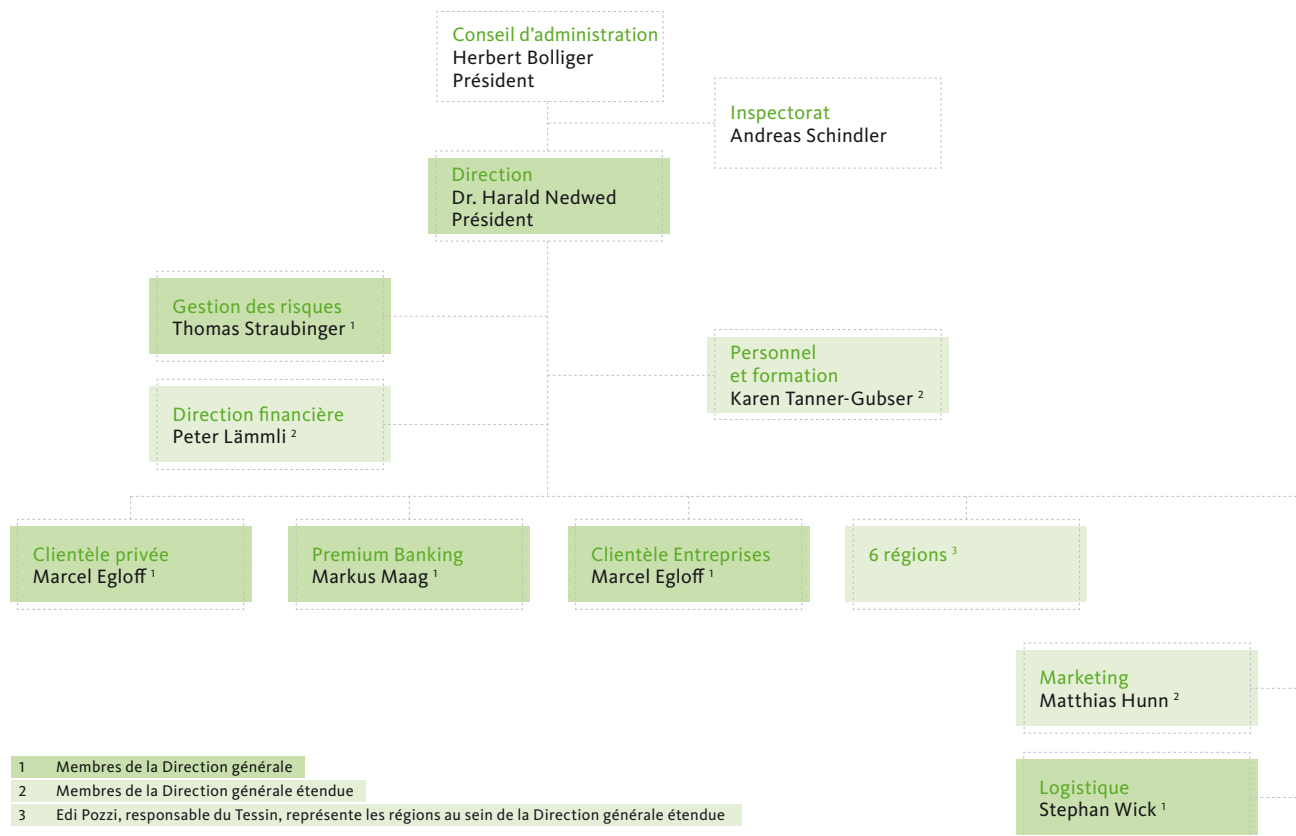 Conseil d'administration
Herbert Bolliger
Président
Inspectorat
Andreas Schindler
Direction
Dr. Harald Nedwed
Président
Gestion des risques
Thomas Straubinger ¹
Personnel
et formation
Karen Tanner-Gubser ²
Direction financière
Peter Lämmli ²
Clientèle privée
Marcel Egloff ¹
Premium Banking
Markus Maag ¹
Clientèle Entreprises
Marcel Egloff ¹
6 régions ³
Marketing
Matthias Hunn ²
Logistique
Stephan Wick ¹
1 Membres de la Direction générale
2 Membres de la Direction générale étendue
3 Edi Pozzi, responsable du Tessin, représente les régions au sein de la Direction générale étendue